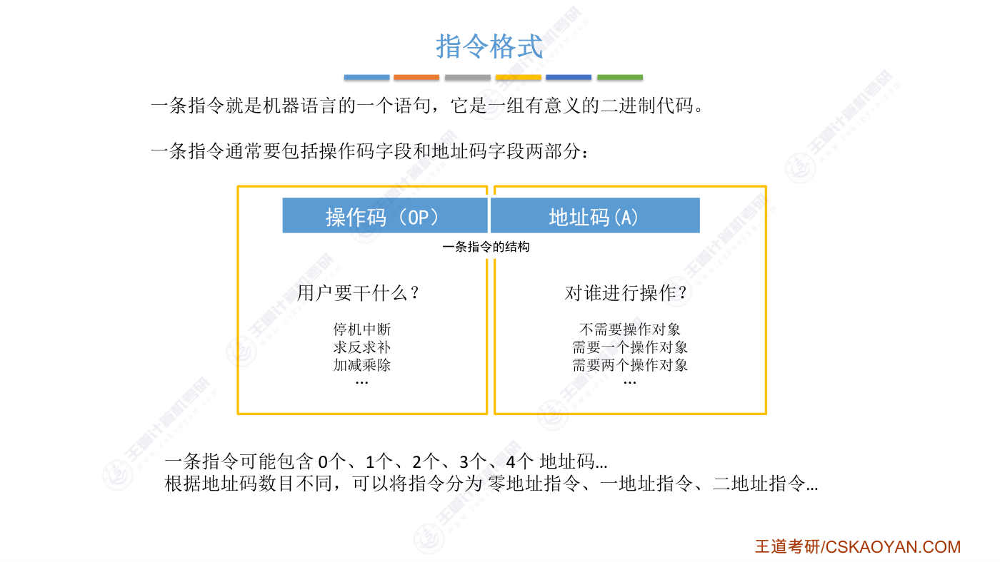 指令格式
一条指令就是机器语言的一个语句，它是一组有意义的二进制代码。
一条指令通常要包括操作码字段和地址码字段两部分：
操作码（OP） 地址码(A)
一条指令的结构
用户要干什么？
停机中断
求反求补
加减乘除
…
对谁进行操作？
不需要操作对象
需要一个操作对象
需要两个操作对象
…
一条指令可能包含 0个、1个、2个、3个、4个 地址码…
根据地址码数目不同，可以将指令分为 零地址指令、一地址指令、二地址指令…
王道考研/CSKAOYAN.COM